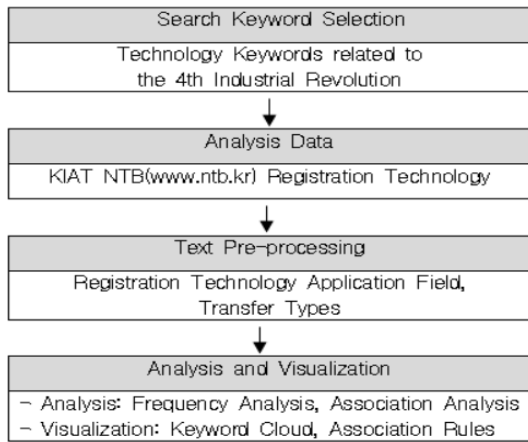 Search Keyword Selection
Technology Keywords related to
the 4th Industrial Revolution
Analysis Data
KIAT NTB(www.ntb.kr) Registration Technology
Text Pre-processing
Registration Technology Application Field,
Transfer Types
Analysis and Visualization
- Analysis: Frequency Analysis, Association Analysis
- Visualization: Keyword Cloud, Association Rules